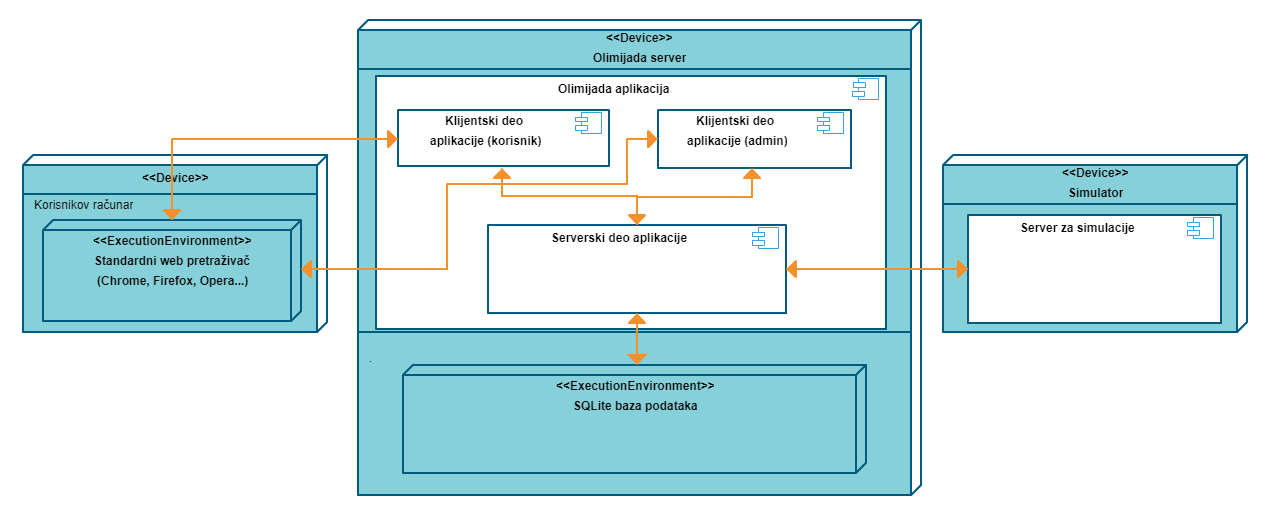 <<Device>>
Olimijada server
Olimijada aplikacija
Klijentski deo
aplikacije (korisnik)
Klijentski deo
aplikacije (admin)
Serverski deo aplikacije
<<Device>>
Korisnikov računar
<<ExecutionEnvironment>>
Standardni web pretraživač
(Chrome, Firefox, Opera...)
<<Device>>
Simulator
Server za simulacije
.
<<ExecutionEnvironment>>
SQLite baza podataka